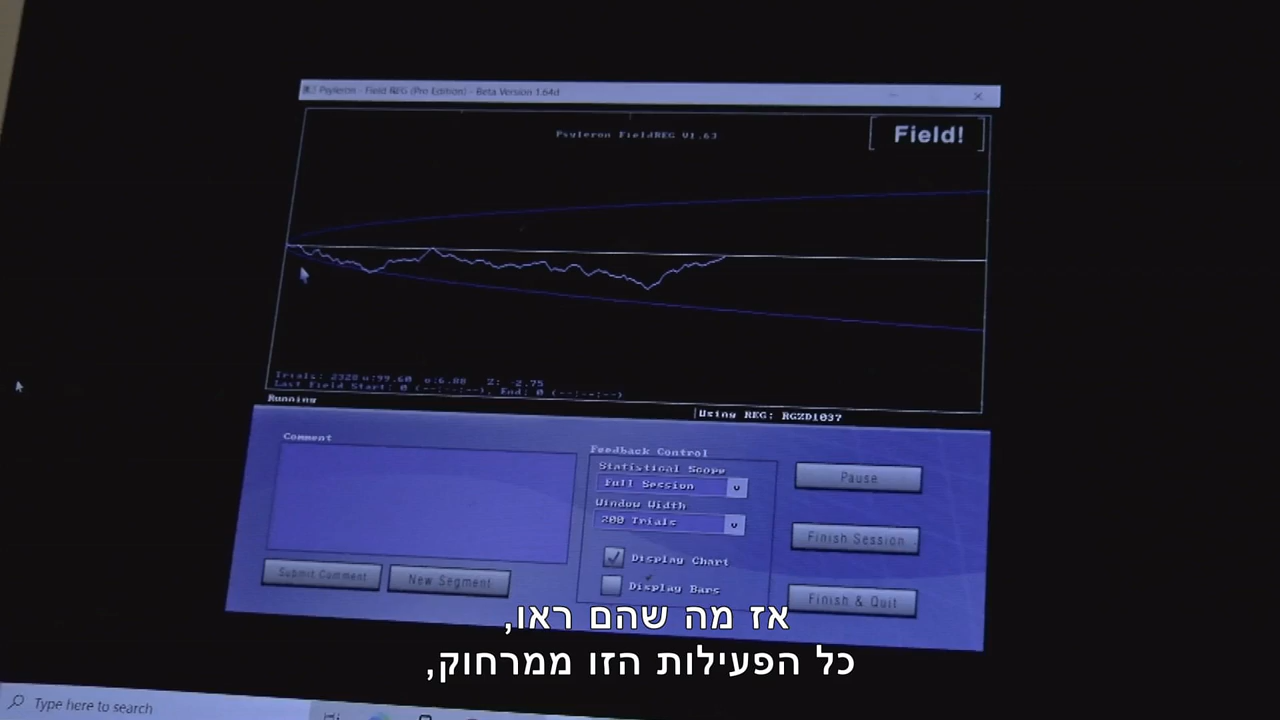 Psyleron - Field REG (Pro Edition) - Beta Version 1.64d
Psyleron FieldREG V1.63
Field!
Trials: 2328 u:99.60 o:6.88 Z: -2.75
Last Field Start: 0 (--:--:--), End: 0 (--:--:--)
Running
Using REG: RGZD1037
Comment
Feedback Control
Statistical Scope
Full Session
Window Width
200 Trials
Display Chart
Display Bars
Pause
Finish Session
Finish & Quit
Submit Comment
New Segment
אז מה שהם ראו,
כל הפעילות הזו ממרחוק,
Type here to search